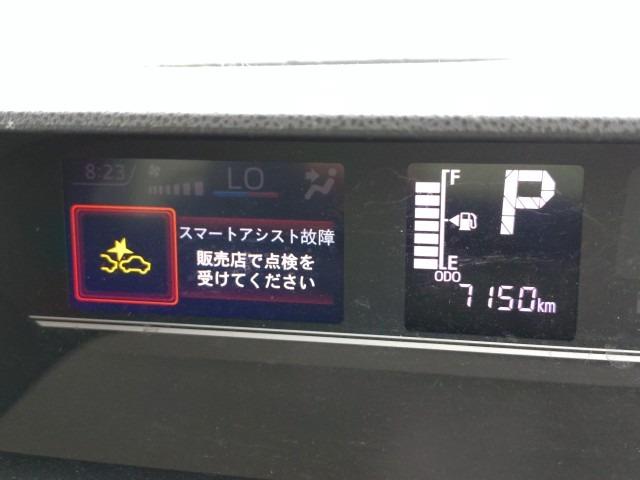 8:23 LO
スマートアシスト故障
販売店で点検を
受けてください
F
P
E
ODO
7150km